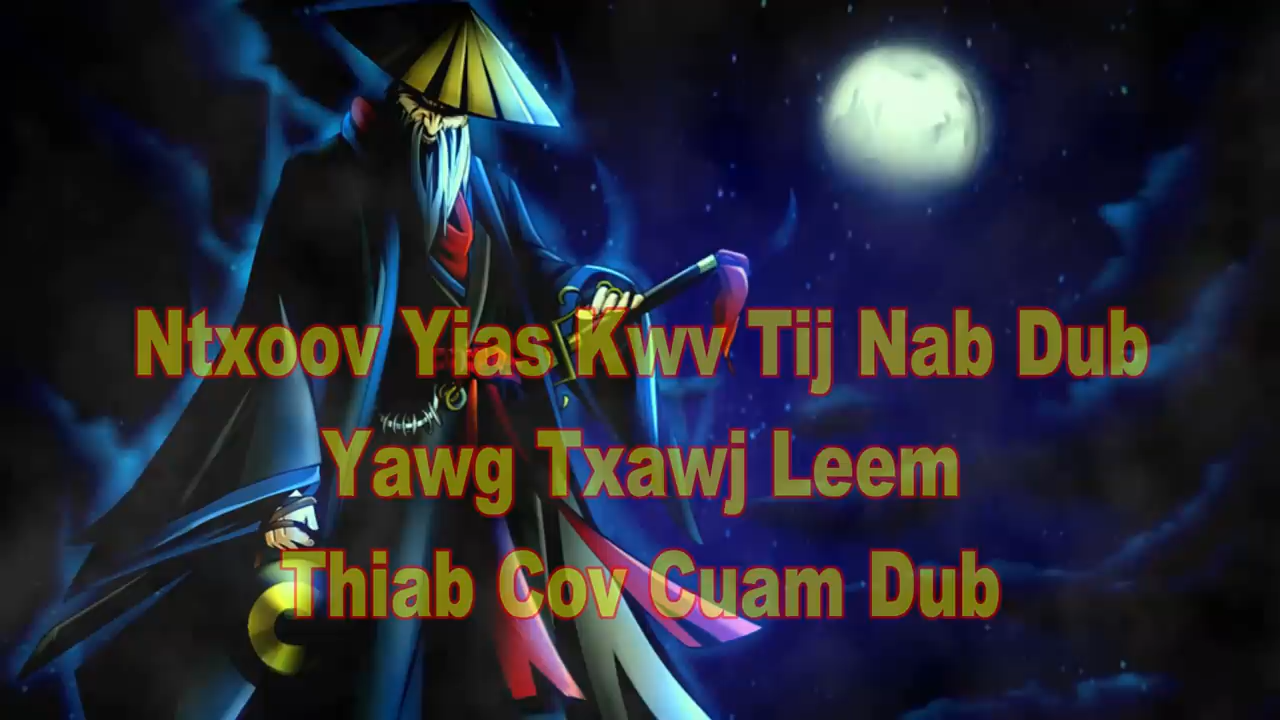 Ntxoov Yias Kwv Tij Nab Dub
Yawg Txawj Leem
Thiab Cov Cuam Dub